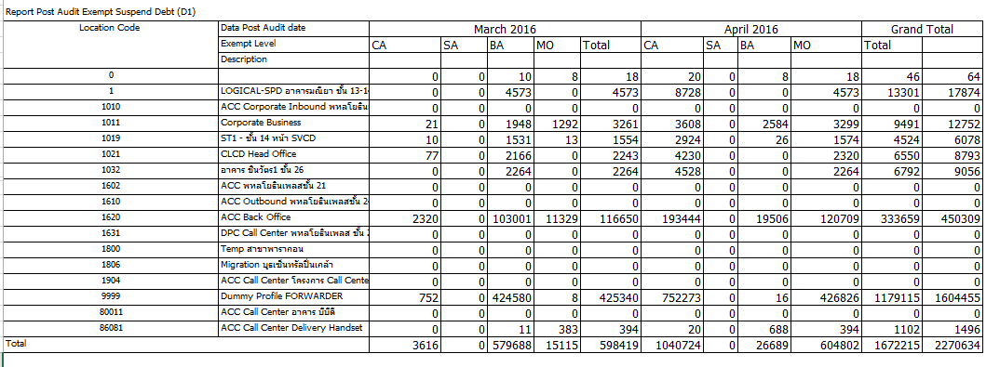 Report Post Audit Exempt Suspend Debt (D1)
Location Code Data Post Audit date March 2016 April 2016 Grand Total
Exempt Level CA SA BA MO Total CA SA BA MO Total
Description
0 0 0 10 8 18 20 0 8 18 46 64
1 LOGICAL-SPD อาคารมณียา ชั้น 13-1 0 0 4573 0 4573 8728 0 0 4573 13301 17874
1010 ACC Corporate Inbound พหลโยธิน 0 0 0 0 0 0 0 0 0 0 0
1011 Corporate Business 21 0 1948 1292 3261 3608 0 2584 3299 9491 12752
1019 ST1 - ชั้น 14 หน้า SVCD 10 0 1531 13 1554 2924 0 26 1574 4524 6078
1021 CLCD Head Office 77 0 2166 0 2243 4230 0 0 2320 6550 8793
1032 อาคาร ชินวัตร1 ชั้น 26 0 0 2264 0 2264 4528 0 0 2264 6792 9056
1602 ACC พหลโยธินเพลสชั้น 21 0 0 0 0 0 0 0 0 0 0 0
1610 ACC Outbound พหลโยธินเพลสชั้น 2 0 0 0 0 0 0 0 0 0 0 0
1620 ACC Back Office 2320 0 103001 11329 116650 193444 0 19506 120709 333659 450309
1631 DPC Call Center พหลโยธินเพลส ชั้น 0 0 0 0 0 0 0 0 0 0 0
1800 Temp สาขาพารากอน 0 0 0 0 0 0 0 0 0 0 0
1806 Migration บุธเซ็นทรัลปิ่นเกล้า 0 0 0 0 0 0 0 0 0 0 0
1904 ACC Call Center โครงการ Call Cente 0 0 0 0 0 0 0 0 0 0 0
9999 Dummy Profile FORWARDER 752 0 424580 8 425340 752273 0 16 426826 1179115 1604455
80011 ACC Call Center อาคาร บีบีดี 0 0 0 0 0 0 0 0 0 0 0
86081 ACC Call Center Delivery Handset 0 0 11 383 394 20 0 688 394 1102 1496
Total 3616 0 579688 15115 598419 1040724 0 26689 604802 1672215 2270634